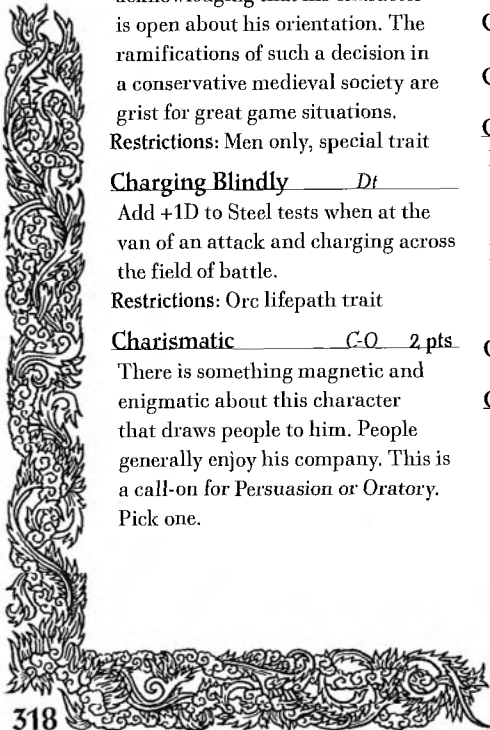 is open about his orientation. The
ramifications of such a decision in
a conservative medieval society are
grist for great game situations.
Restrictions: Men only, special trait
Charging Blindly Dt
Add +1D to Steel tests when at the
van of an attack and charging across
the field of battle.
Restrictions: Orc lifepath trait
Charismatic C-O 2 pts
There is something magnetic and
enigmatic about this character
that draws people to him. People
generally enjoy his company. This is
a call-on for Persuasion or Oratory.
Pick one.
318